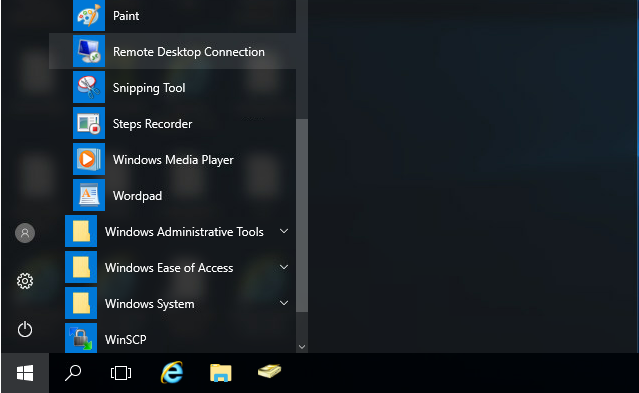 Paint
Remote Desktop Connection
Snipping Tool
Steps Recorder
Windows Media Player
Wordpad
Windows Administrative Tools
Windows Ease of Access
Windows System
WinSCP